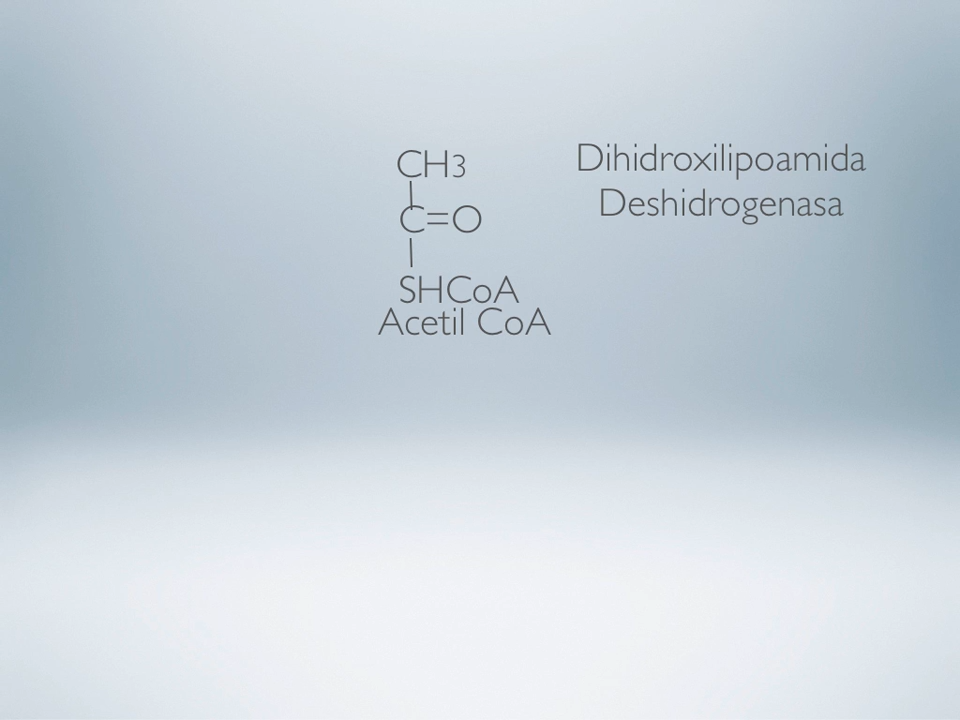 CH3
C=O
SHCoA
Acetil CoA
Dihidroxilipoamida
Deshidrogenasa